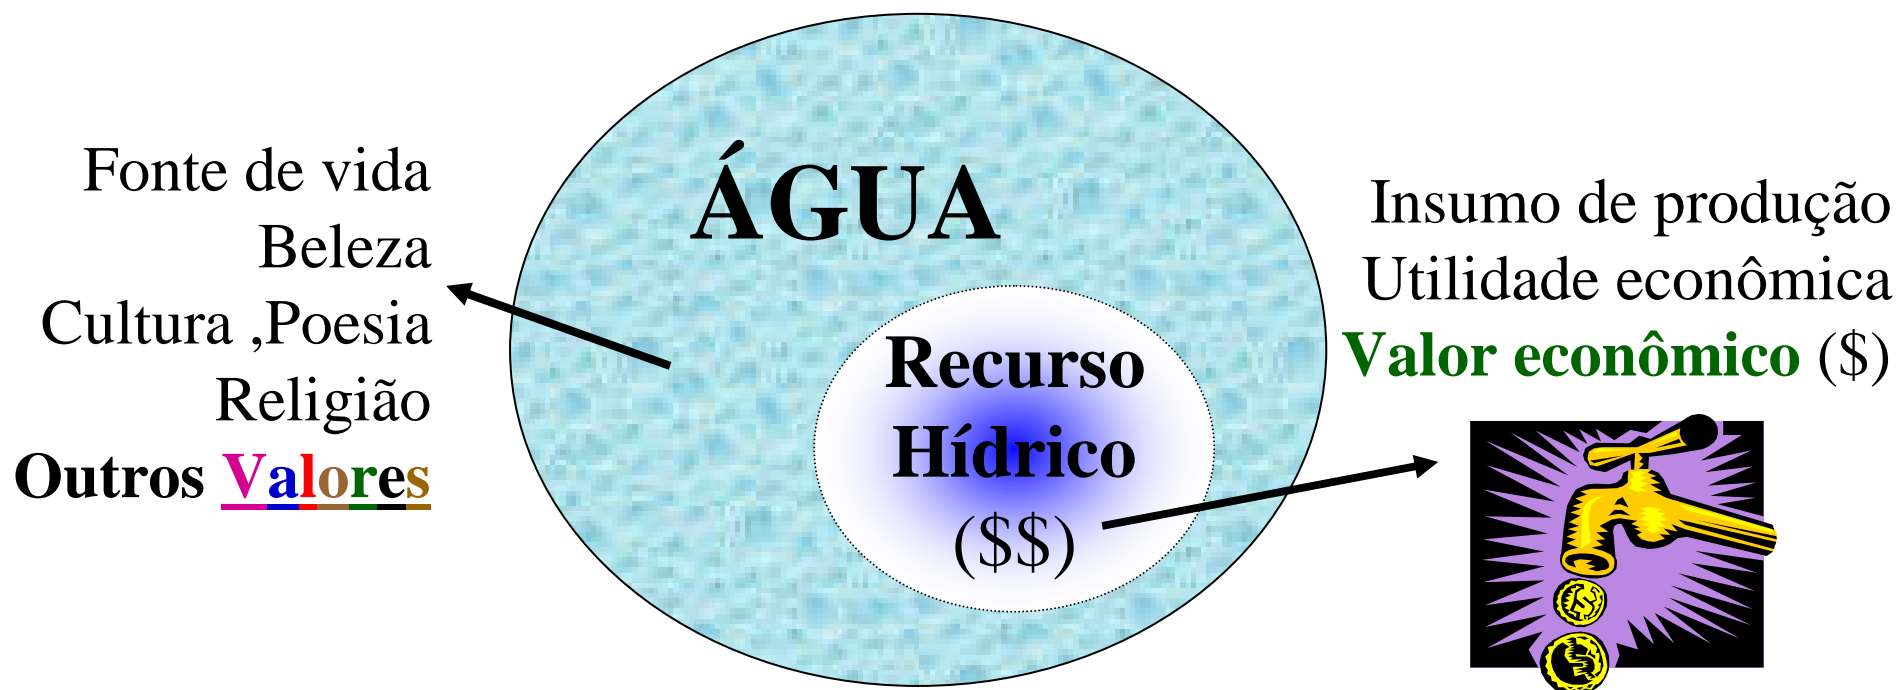 Fonte de vida
Beleza
Cultura ,Poesia
Religião
Outros Valores
ÁGUA
Recurso
Hídrico
($$)
Insumo de produção
Utilidade econômica
Valor econômico ($)
$
$